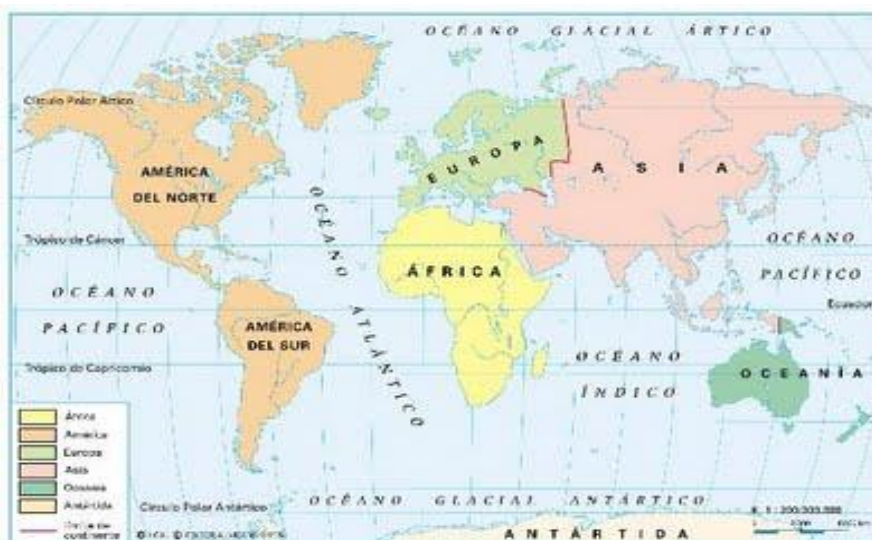 OCÉANO GLACIAL ÁRTICO
Círculo Polar Ártico
AMÉRICA
DEL NORTE
EUROPA
ASIA
OCÉANO ATLÁNTICO
Trópico de Cáncer
OCÉANO
PACÍFICO
ÁFRICA
OCÉANO
PACÍFICO
Ecuador
AMÉRICA
DEL SUR
Trópico de Capricornio
OCÉANO
ÍNDICO
OCEANÍA
África
América
Europa
Asia
Oceanía
Antártida
Círculo Polar Antártico
OCÉANO GLACIAL ANTÁRTICO
ANTÁRTIDA